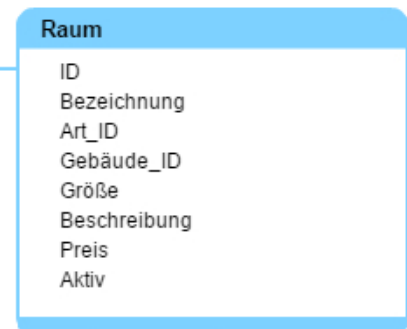 Raum
ID
Bezeichnung
Art_ID
Gebäude_ID
Größe
Beschreibung
Preis
Aktiv